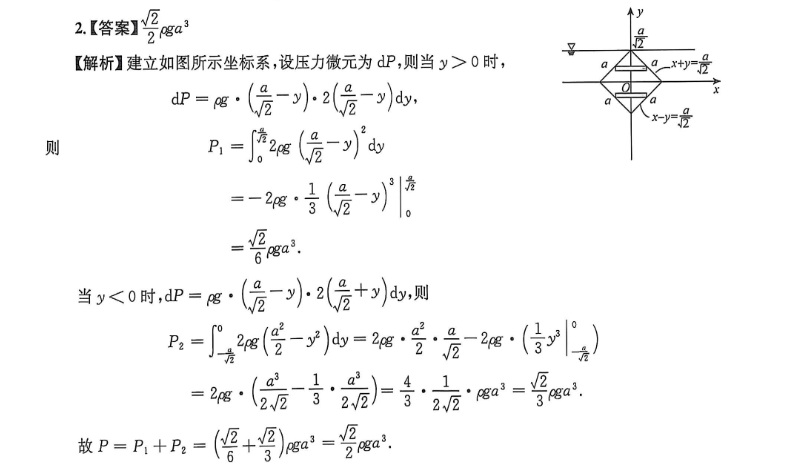 2.【答案】$\frac{\sqrt{2}}{2}\rho g a^3$
【解析】建立如图所示坐标系,设压力微元为 dP,则当 y>0 时,
$dP=\rho g\cdot\left(\frac{a}{\sqrt{2}}-y\right)\cdot 2\left(\frac{a}{\sqrt{2}}-y\right)dy,$
则 $P_1=\int_0^{\frac{a}{\sqrt{2}}}2\rho g\left(\frac{a}{\sqrt{2}}-y\right)^2dy$
$=-2\rho g\cdot\frac{1}{3}\left(\frac{a}{\sqrt{2}}-y\right)^3\Big|_0^{\frac{a}{\sqrt{2}}}$
$=\frac{\sqrt{2}}{6}\rho g a^3.$
当 y<0 时,$dP=\rho g\cdot\left(\frac{a}{\sqrt{2}}-y\right)\cdot 2\left(\frac{a}{\sqrt{2}}+y\right)dy$,则
$P_2=\int_{-\frac{a}{\sqrt{2}}}^0 2\rho g\left(\frac{a^2}{2}-y^2\right)dy=2\rho g\cdot\frac{a^2}{2}\cdot\frac{a}{\sqrt{2}}-2\rho g\cdot\left(\frac{1}{3}y^3\Big|_{-\frac{a}{\sqrt{2}}}^0\right)$
$=2\rho g\cdot\left(\frac{a^3}{2\sqrt{2}}-\frac{1}{3}\cdot\frac{a^3}{2\sqrt{2}}\right)=\frac{4}{3}\cdot\frac{1}{2\sqrt{2}}\cdot\rho g a^3=\frac{\sqrt{2}}{3}\rho g a^3.$
故 $P=P_1+P_2=\left(\frac{\sqrt{2}}{6}+\frac{\sqrt{2}}{3}\right)\rho g a^3=\frac{\sqrt{2}}{2}\rho g a^3.$
y
$\frac{a}{\sqrt{2}}$
a
a
$x+y=\frac{a}{\sqrt{2}}$
O
x
a
a
$x-y=\frac{a}{\sqrt{2}}$